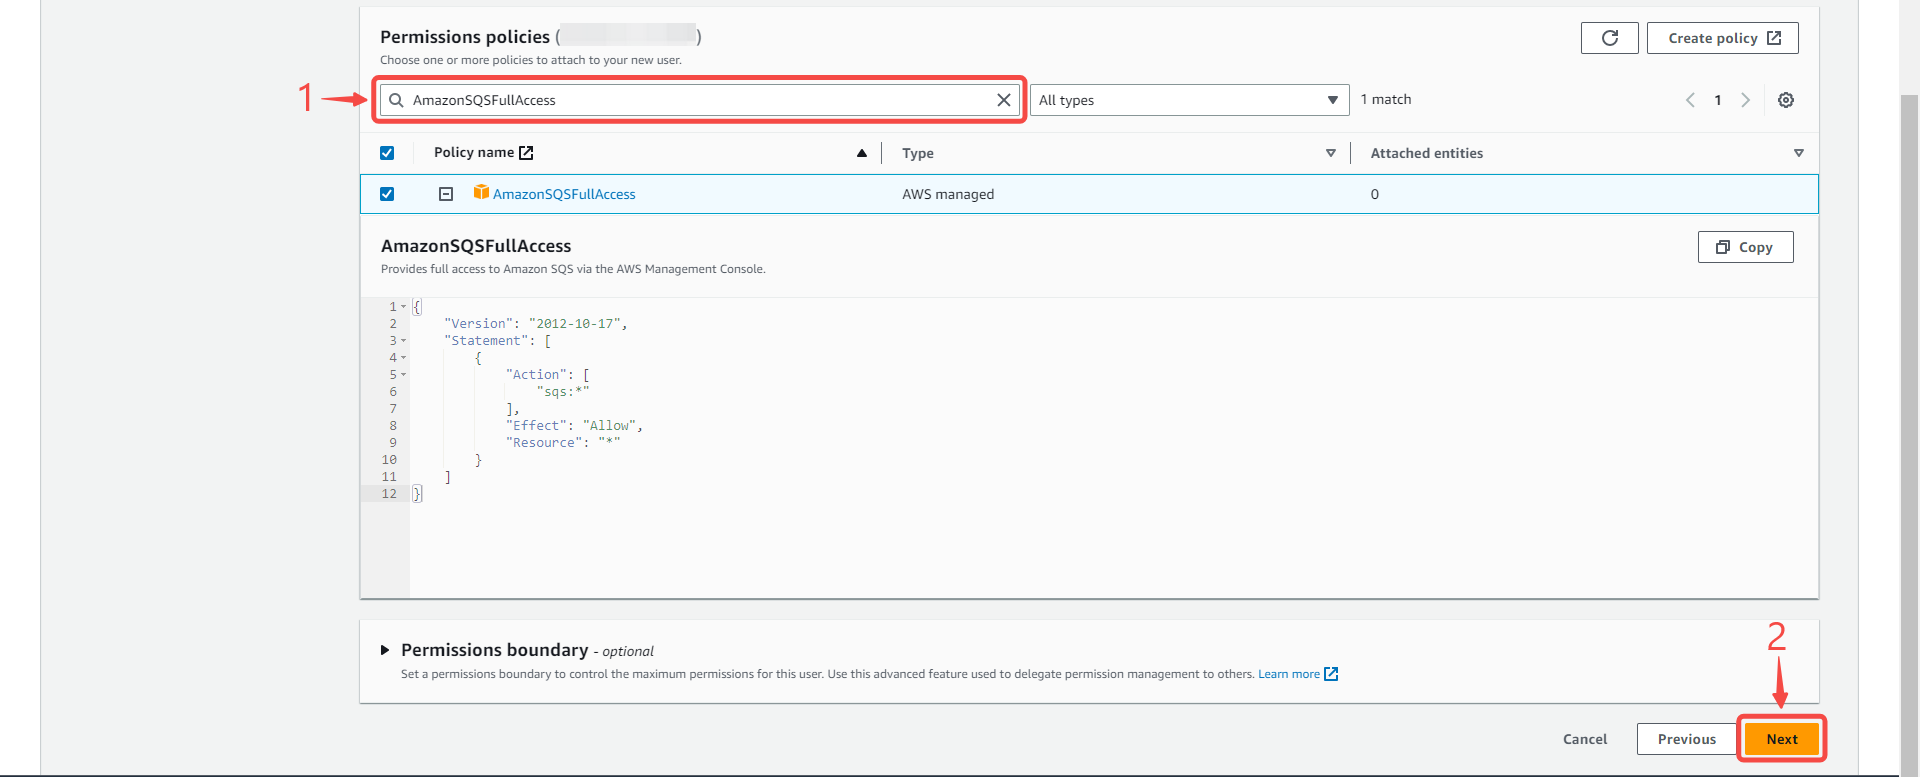 Permissions policies ( )
Create policy
Choose one or more policies to attach to your new user.
1
AmazonSQSFullAccess
All types
1 match
1
Policy name
Type
Attached entities
AmazonSQSFullAccess
AWS managed
0
AmazonSQSFullAccess
Copy
Provides full access to Amazon SQS via the AWS Management Console.
1 {
2 "Version": "2012-10-17",
3 "Statement": [
4 {
5 "Action": [
6 "sqs:*"
7 ],
8 "Effect": "Allow",
9 "Resource": "*"
10 }
11 ]
12 }
Permissions boundary - optional
Set a permissions boundary to control the maximum permissions for this user. Use this advanced feature used to delegate permission management to others. Learn more
2
Cancel
Previous
Next